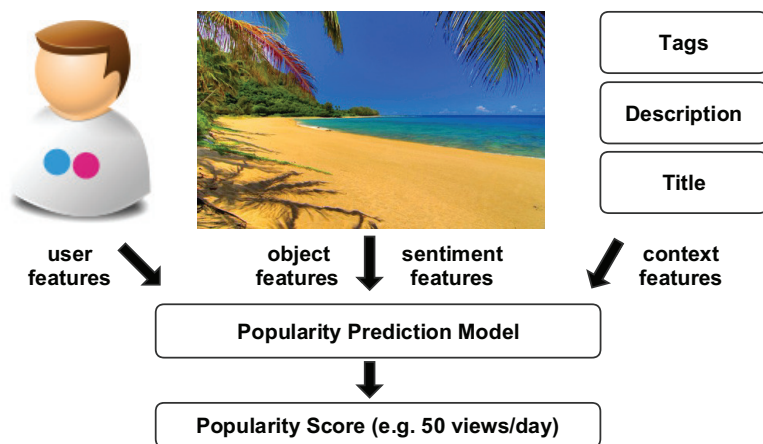 Tags
Description
Title
user
features
object
features
sentiment
features
context
features
Popularity Prediction Model
Popularity Score (e.g. 50 views/day)